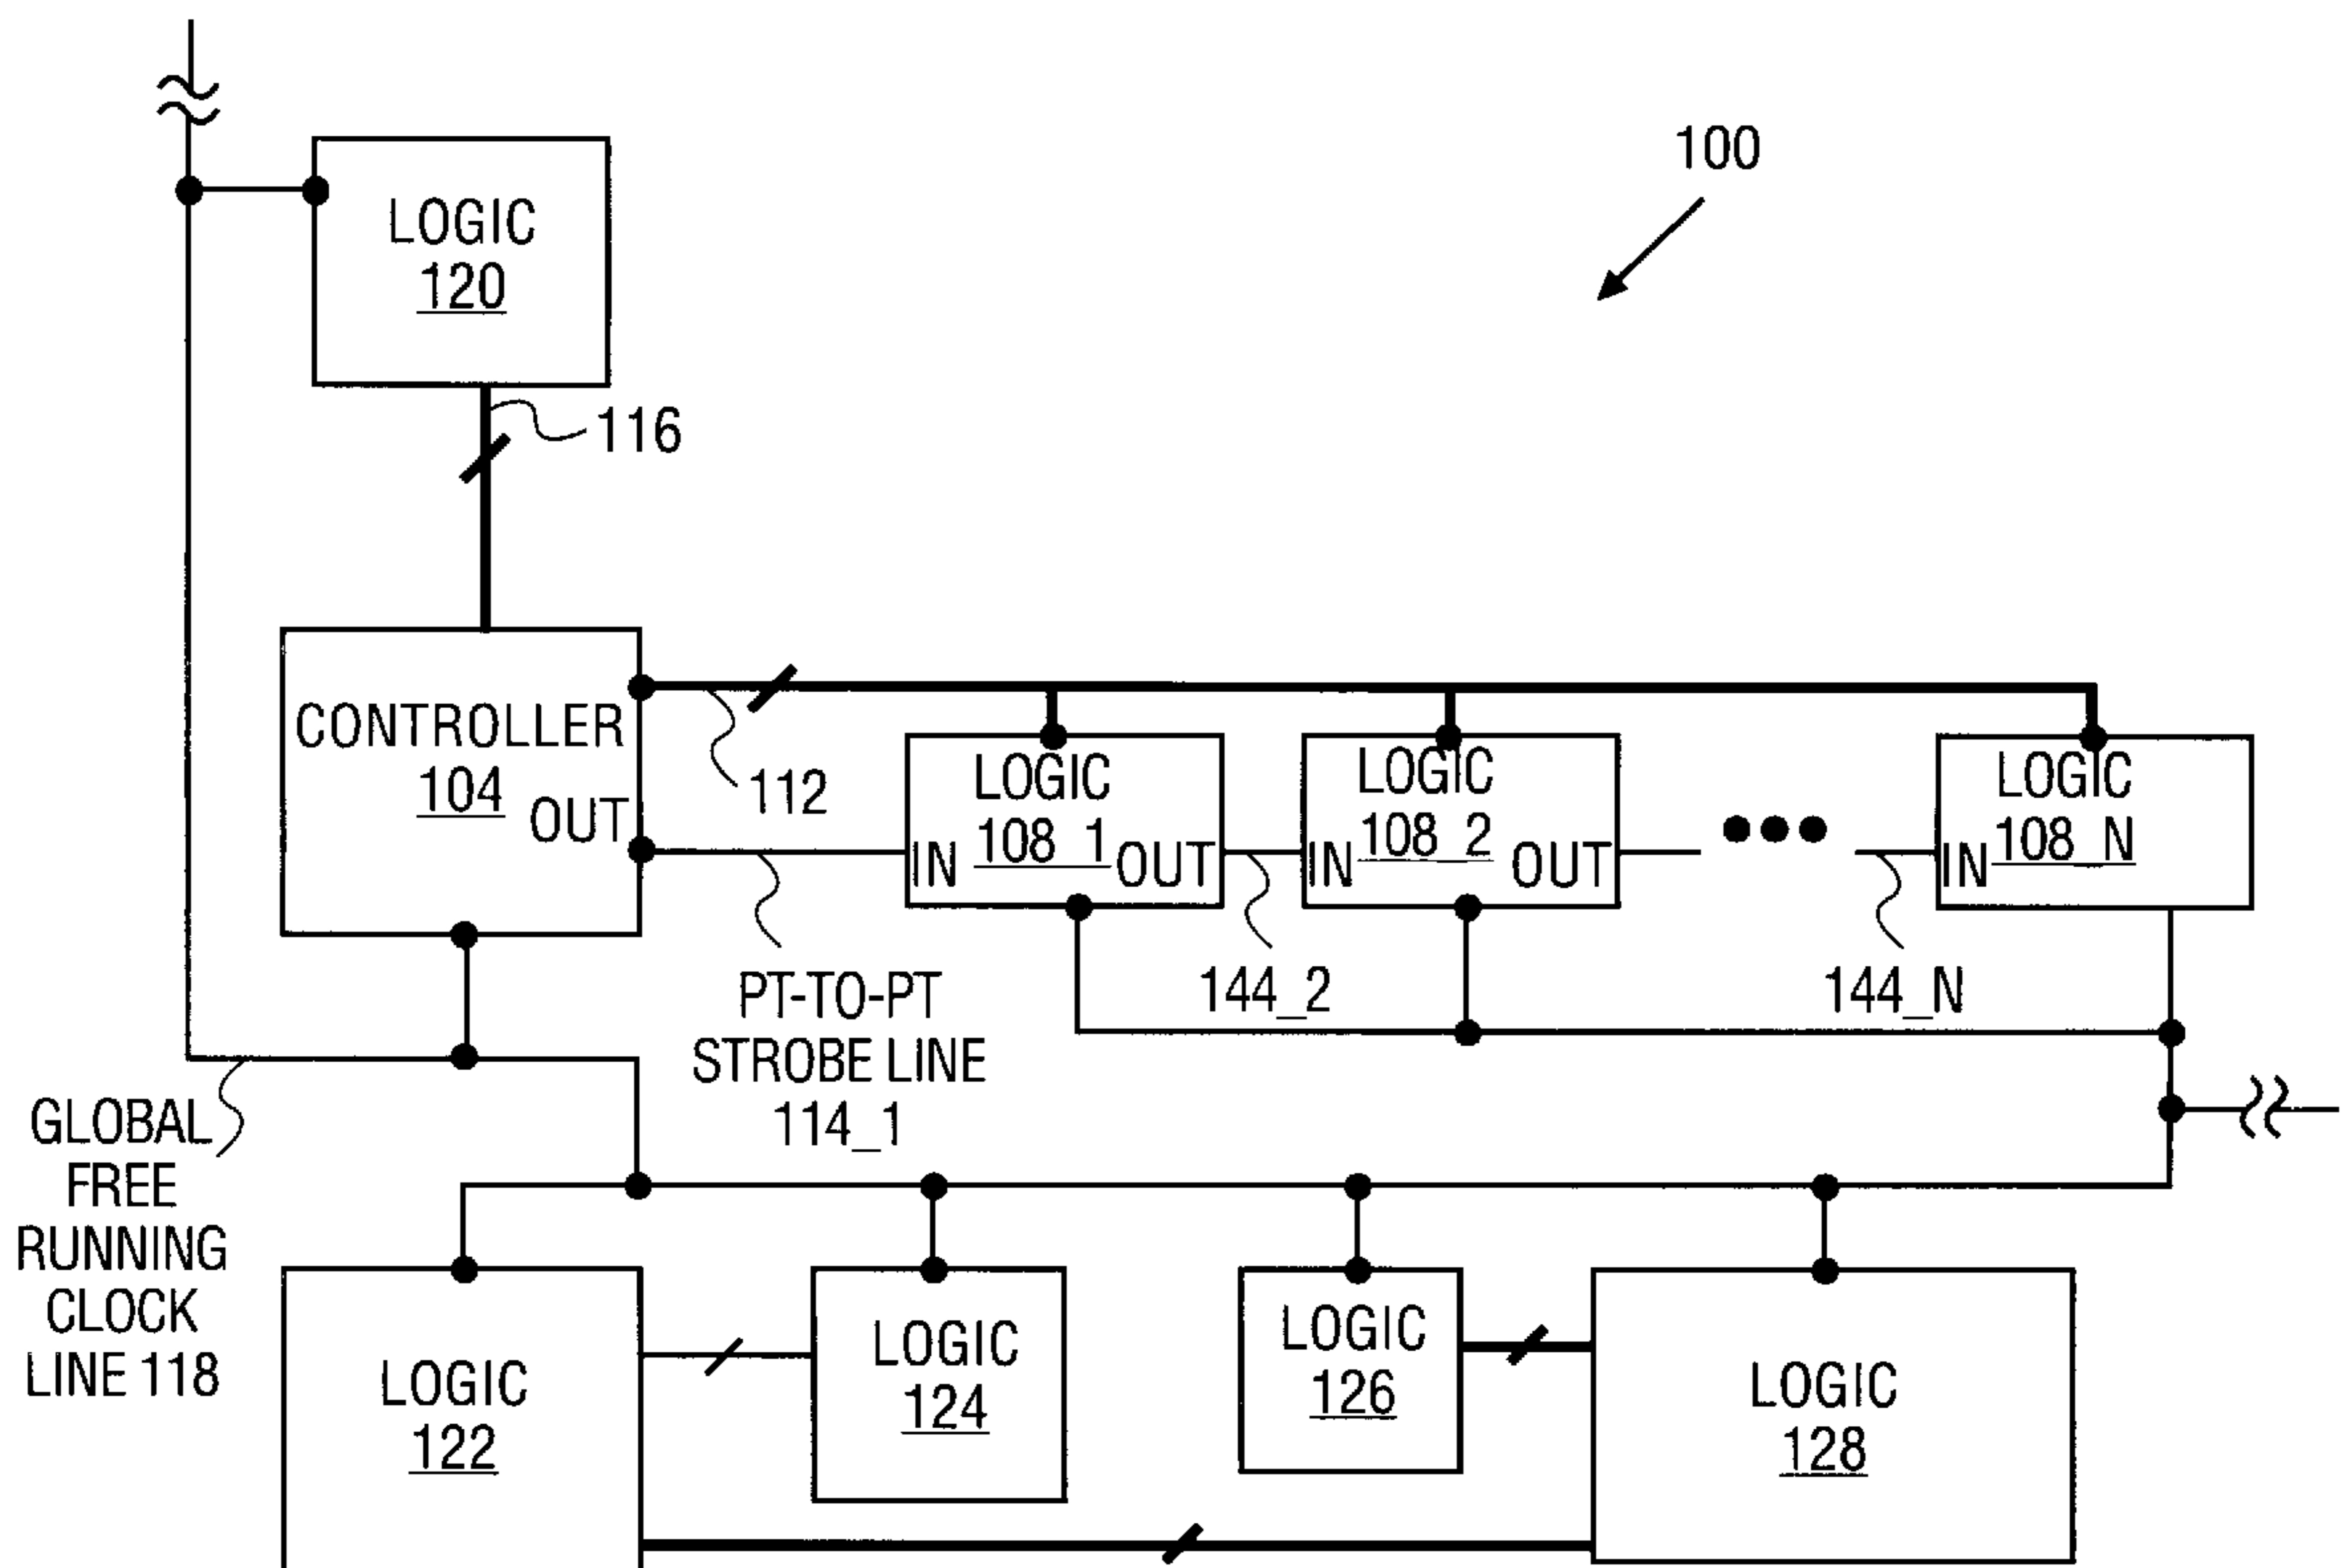 100
LOGIC
120
116
CONTROLLER
104
OUT
112
LOGIC
108_1
IN
OUT
LOGIC
108_2
IN
OUT
LOGIC
108_N
IN
PT-TO-PT
STROBE LINE
114_1
144_2
144_N
GLOBAL
FREE
RUNNING
CLOCK
LINE 118
LOGIC
122
LOGIC
124
LOGIC
126
LOGIC
128